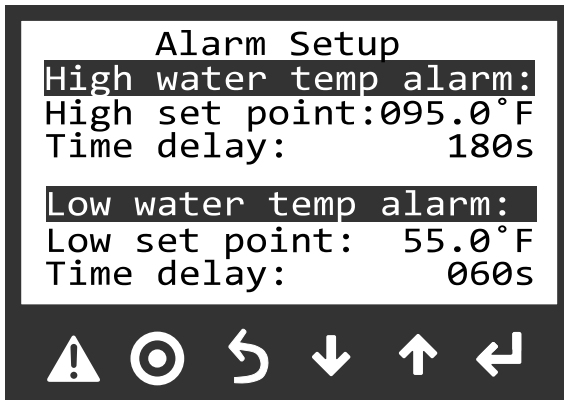 Alarm Setup
High water temp alarm:
High set point:095.0°F
Time delay: 180s
Low water temp alarm:
Low set point: 55.0°F
Time delay: 060s